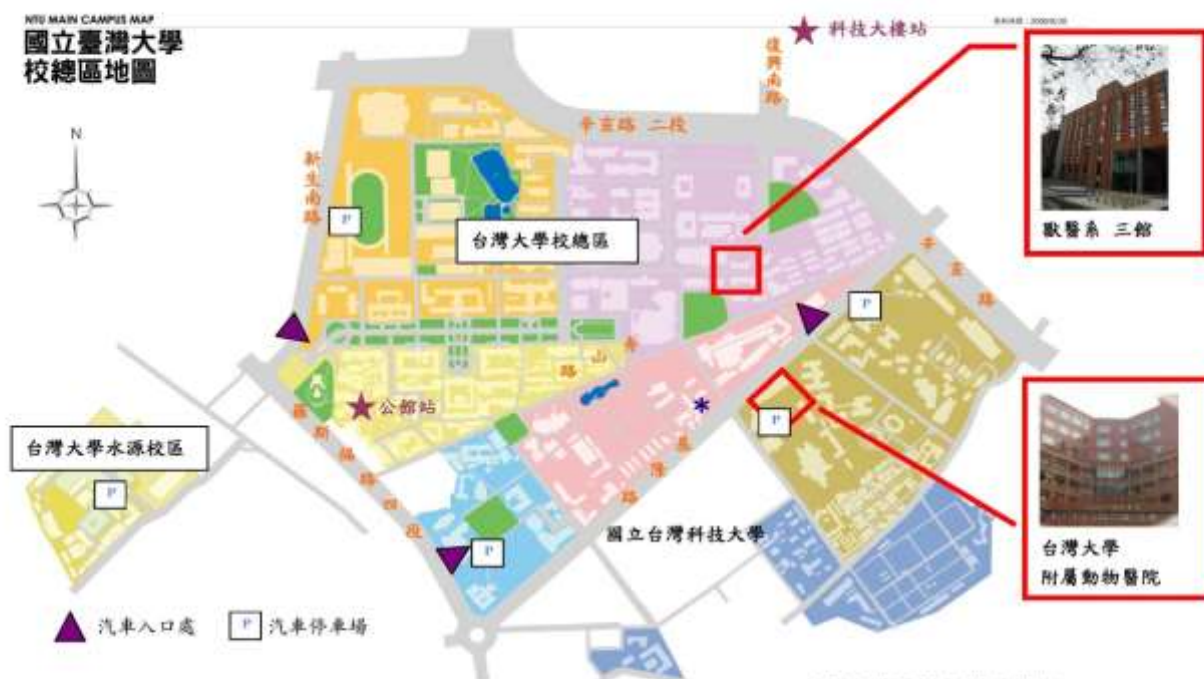 NTU MAIN CAMPUS MAP
國立臺灣大學
校總區地圖
科技大樓站
復興南路
辛亥路 二段
N
新生南路
P
台灣大學校總區
獸醫系 三館
辛亥路
P
舟山路
公館站
台灣大學水源校區
P
羅斯福路四段
*
基隆路
P
國立台灣科技大學
P
台灣大學
附屬動物醫院
汽車入口處
P 汽車停車場